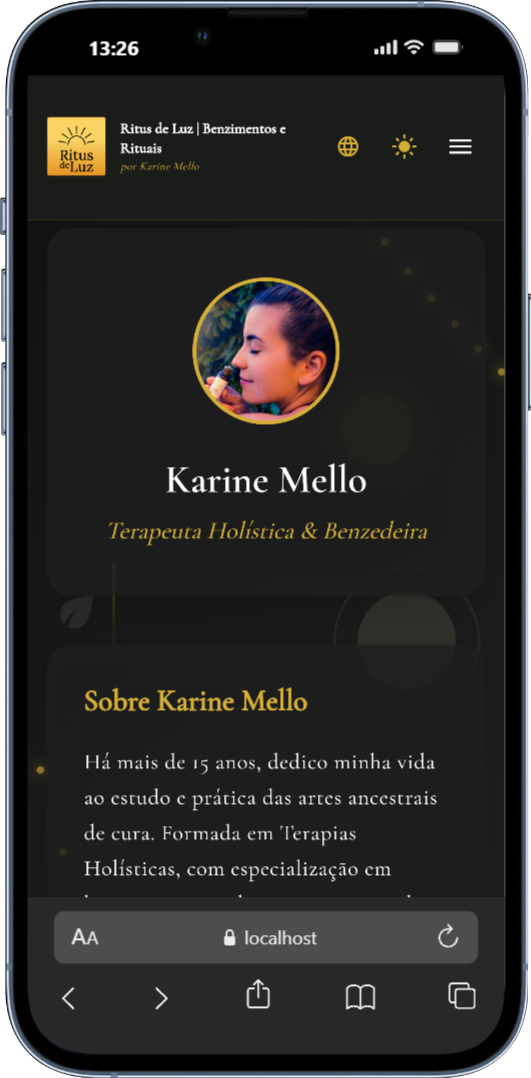 13:26
Ritus
de Luz
Ritus de Luz | Benzimentos e
Rituais
por Karine Mello
Karine Mello
Terapeuta Holística & Benzedeira
Sobre Karine Mello
Há mais de 15 anos, dedico minha vida
ao estudo e prática das artes ancestrais
de cura. Formada em Terapias
Holísticas, com especialização em
AA
localhost